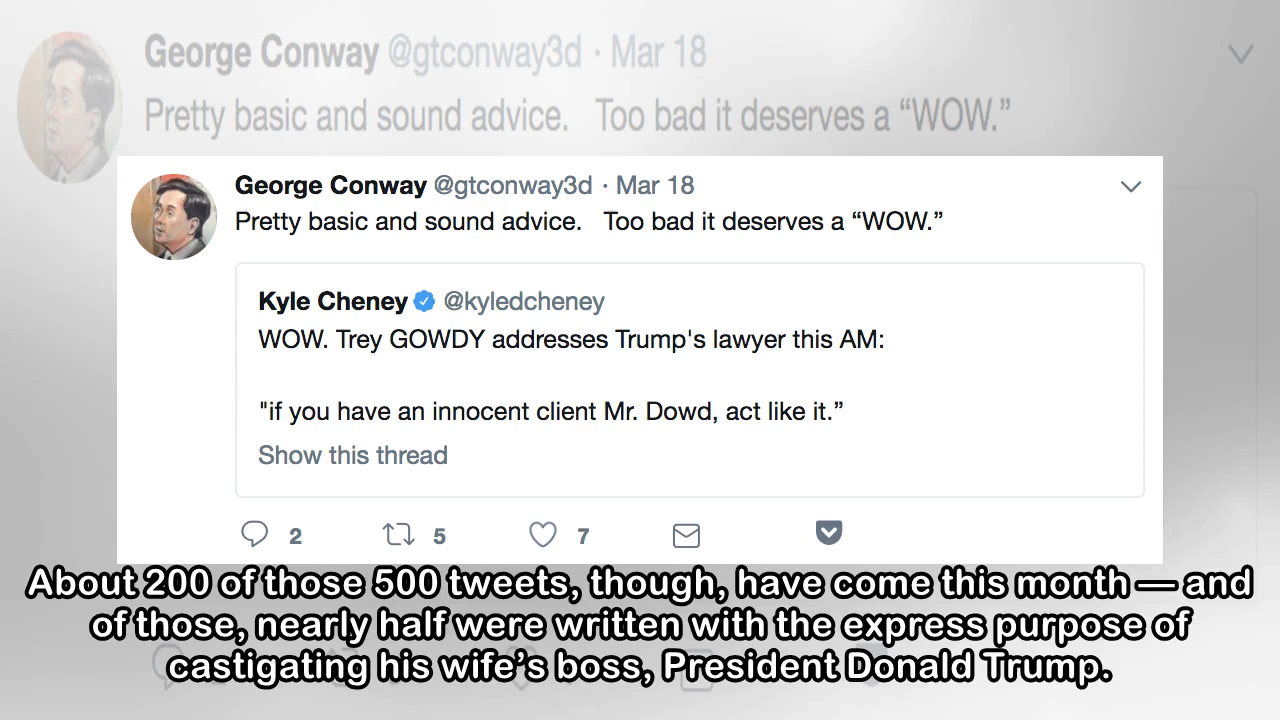 George Conway @gtconway3d · Mar 18
Pretty basic and sound advice. Too bad it deserves a “WOW.”
George Conway @gtconway3d · Mar 18
Pretty basic and sound advice. Too bad it deserves a “WOW.”
Kyle Cheney @kyledcheney
WOW. Trey GOWDY addresses Trump's lawyer this AM:
"if you have an innocent client Mr. Dowd, act like it.”
Show this thread
2 5 7
About 200 of those 500 tweets, though, have come this month — and
of those, nearly half were written with the express purpose of
castigating his wife’s boss, President Donald Trump.